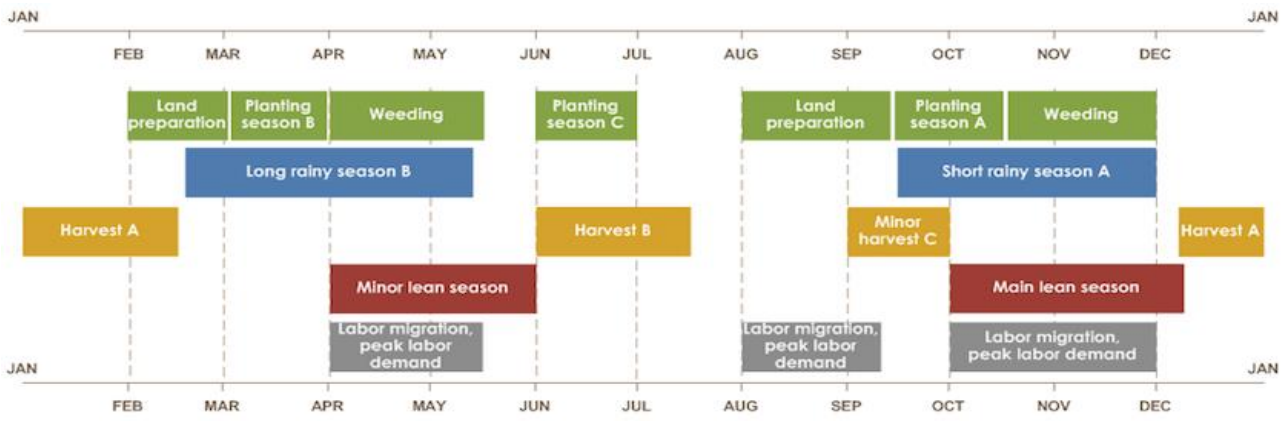 JAN JAN
FEB MAR APR MAY JUN JUL AUG SEP OCT NOV DEC
Land
preparation
Planting
season B
Weeding
Planting
season C
Land
preparation
Planting
season A
Weeding
Long rainy season B
Short rainy season A
Harvest A
Harvest B
Minor
harvest C
Harvest A
Minor lean season
Main lean season
Labor migration,
peak labor
demand
Labor migration,
peak labor
demand
Labor migration,
peak labor demand
JAN JAN
FEB MAR APR MAY JUN JUL AUG SEP OCT NOV DEC